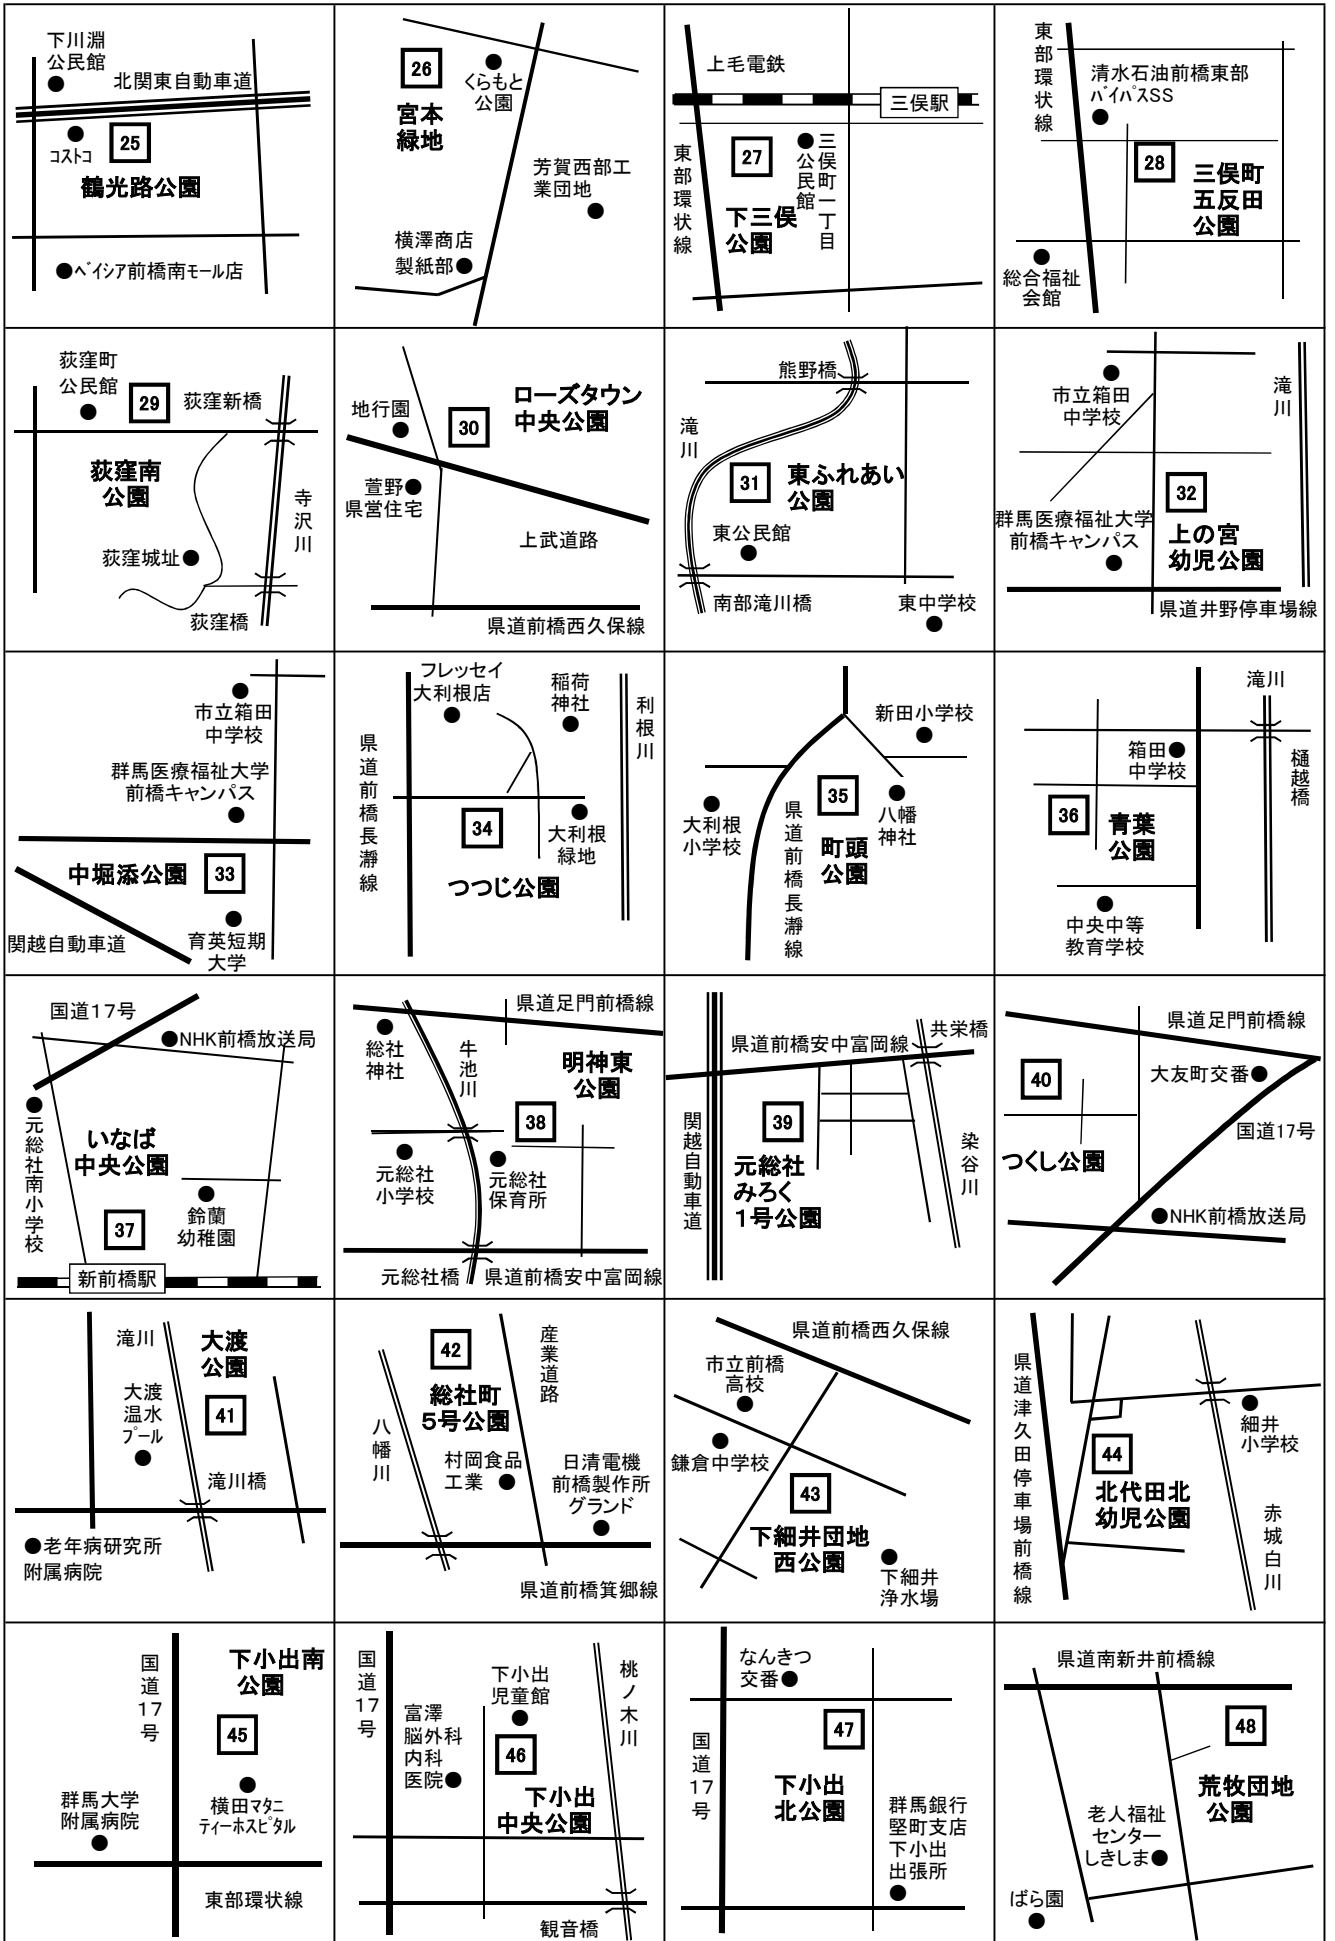 下川淵
公民館
北関東自動車道
コストコ
25
鶴光路公園
ベイシア前橋南モール店
26
宮本
緑地
くらもと
公園
芳賀西部工
業団地
横澤商店
製紙部
上毛電鉄
三俣駅
東部環状線
27
三俣町一丁目
公民館
下三俣
公園
東部環状線
清水石油前橋東部
バイパスSS
28
三俣町
五反田
公園
総合福祉
会館
荻窪町
公民館
29
荻窪新橋
荻窪南
公園
寺沢川
荻窪城址
荻窪橋
ローズタウン
中央公園
地行園
30
萱野
県営住宅
上武道路
県道前橋西久保線
熊野橋
滝川
31
東ふれあい
公園
東公民館
南部滝川橋
東中学校
市立箱田
中学校
滝川
32
群馬医療福祉大学
前橋キャンパス
上の宮
幼児公園
県道井野停車場線
市立箱田
中学校
群馬医療福祉大学
前橋キャンパス
中堀添公園
33
関越自動車道
育英短期
大学
フレッセイ
大利根店
稲荷
神社
利根川
県道前橋長瀞線
34
大利根
緑地
つつじ公園
新田小学校
35
大利根
小学校
県道前橋長瀞線
八幡
神社
町頭
公園
滝川
箱田
中学校
樋越橋
36
青葉
公園
中央中等
教育学校
国道17号
NHK前橋放送局
元総社南小学校
いなば
中央公園
37
鈴蘭
幼稚園
新前橋駅
県道足門前橋線
総社
神社
牛池川
明神東
公園
38
元総社
小学校
元総社
保育所
元総社橋
県道前橋安中富岡線
県道前橋安中富岡線
共栄橋
関越自動車道
39
染谷川
元総社
みろく
1号公園
県道足門前橋線
40
大友町交番
国道17号
つくし公園
NHK前橋放送局
滝川
大渡
公園
大渡
温水
プール
41
滝川橋
老年病研究所
附属病院
42
産業道路
総社町
5号公園
八幡川
村岡食品
工業
日清電機
前橋製作所
グランド
県道前橋箕郷線
県道前橋西久保線
市立前橋
高校
鎌倉中学校
43
下細井団地
西公園
下細井
浄水場
県道津久田停車場前橋線
細井
小学校
44
北代田北
幼児公園
赤城白川
国道17号
下小出南
公園
45
群馬大学
附属病院
横田マタニ
ティーホスピタル
東部環状線
国道17号
下小出
児童館
桃ノ木川
富澤
脳外科
内科
医院
46
下小出
中央公園
観音橋
なんきつ
交番
47
国道17号
下小出
北公園
群馬銀行
堅町支店
下小出
出張所
県道南新井前橋線
48
荒牧団地
公園
老人福祉
センター
しきしま
ばら園